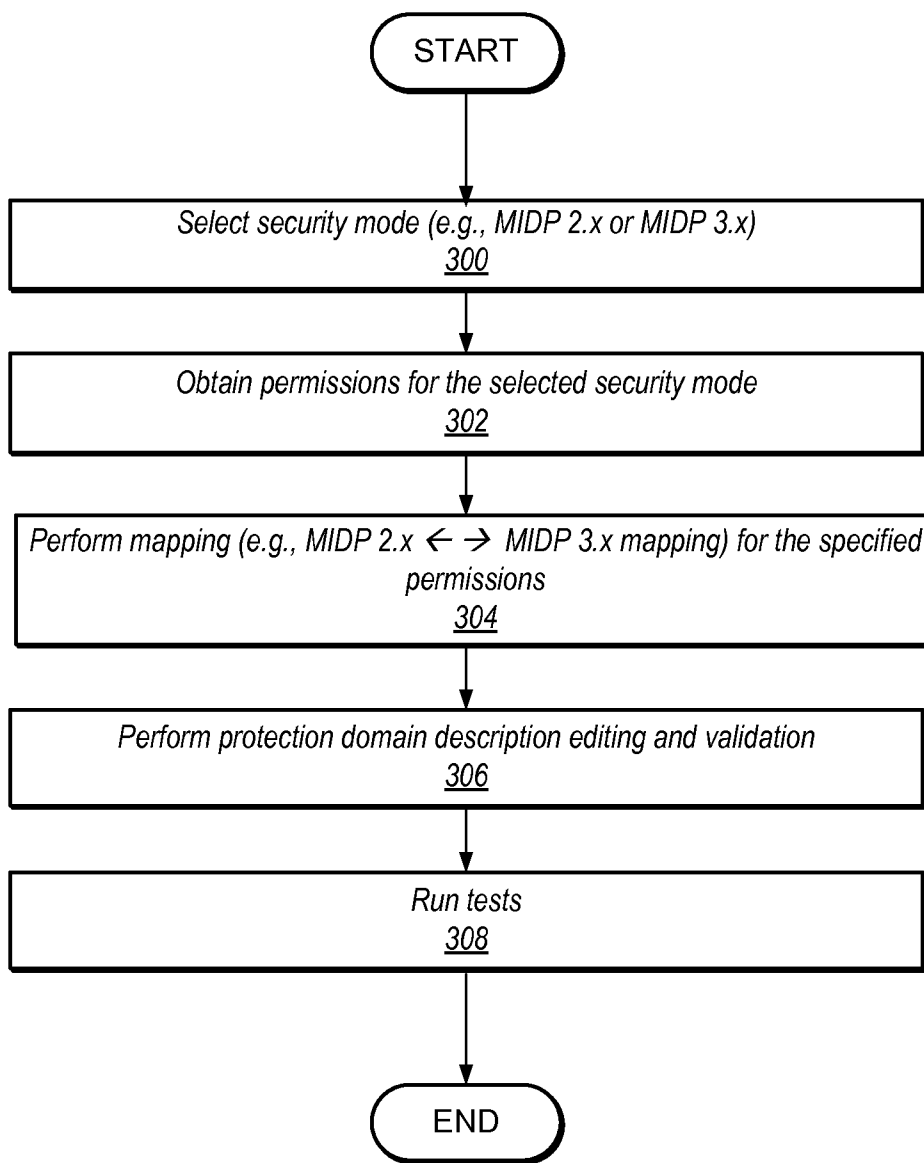 START
Select security mode (e.g., MIDP 2.x or MIDP 3.x)
300
Obtain permissions for the selected security mode
302
Perform mapping (e.g., MIDP 2.x ← → MIDP 3.x mapping) for the specified
permissions
304
Perform protection domain description editing and validation
306
Run tests
308
END